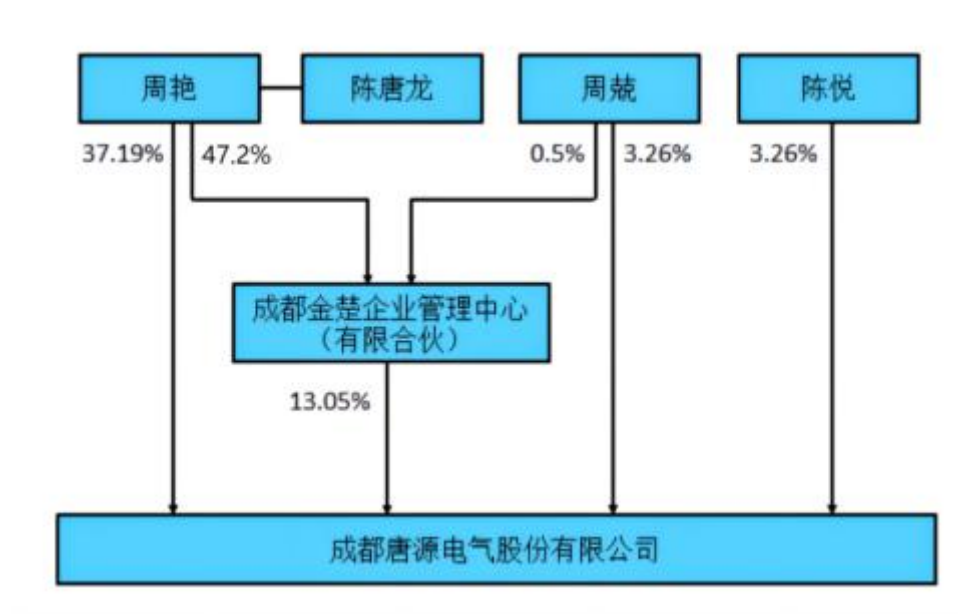 周艳
陈唐龙
周兢
陈悦
37.19%
47.2%
0.5%
3.26%
3.26%
成都金楚企业管理中心
（有限合伙）
13.05%
成都唐源电气股份有限公司